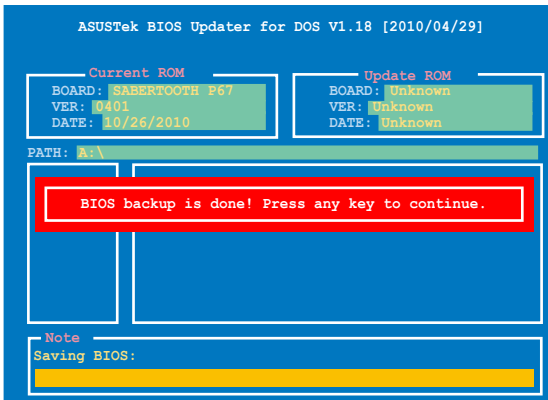 ASUSTek BIOS Updater for DOS V1.18 [2010/04/29]
Current ROM
BOARD: SABERTOOTH P67
VER: 0401
DATE: 10/26/2010
Update ROM
BOARD: Unknown
VER: Unknown
DATE: Unknown
PATH: A:\
BIOS backup is done! Press any key to continue.
Note
Saving BIOS: